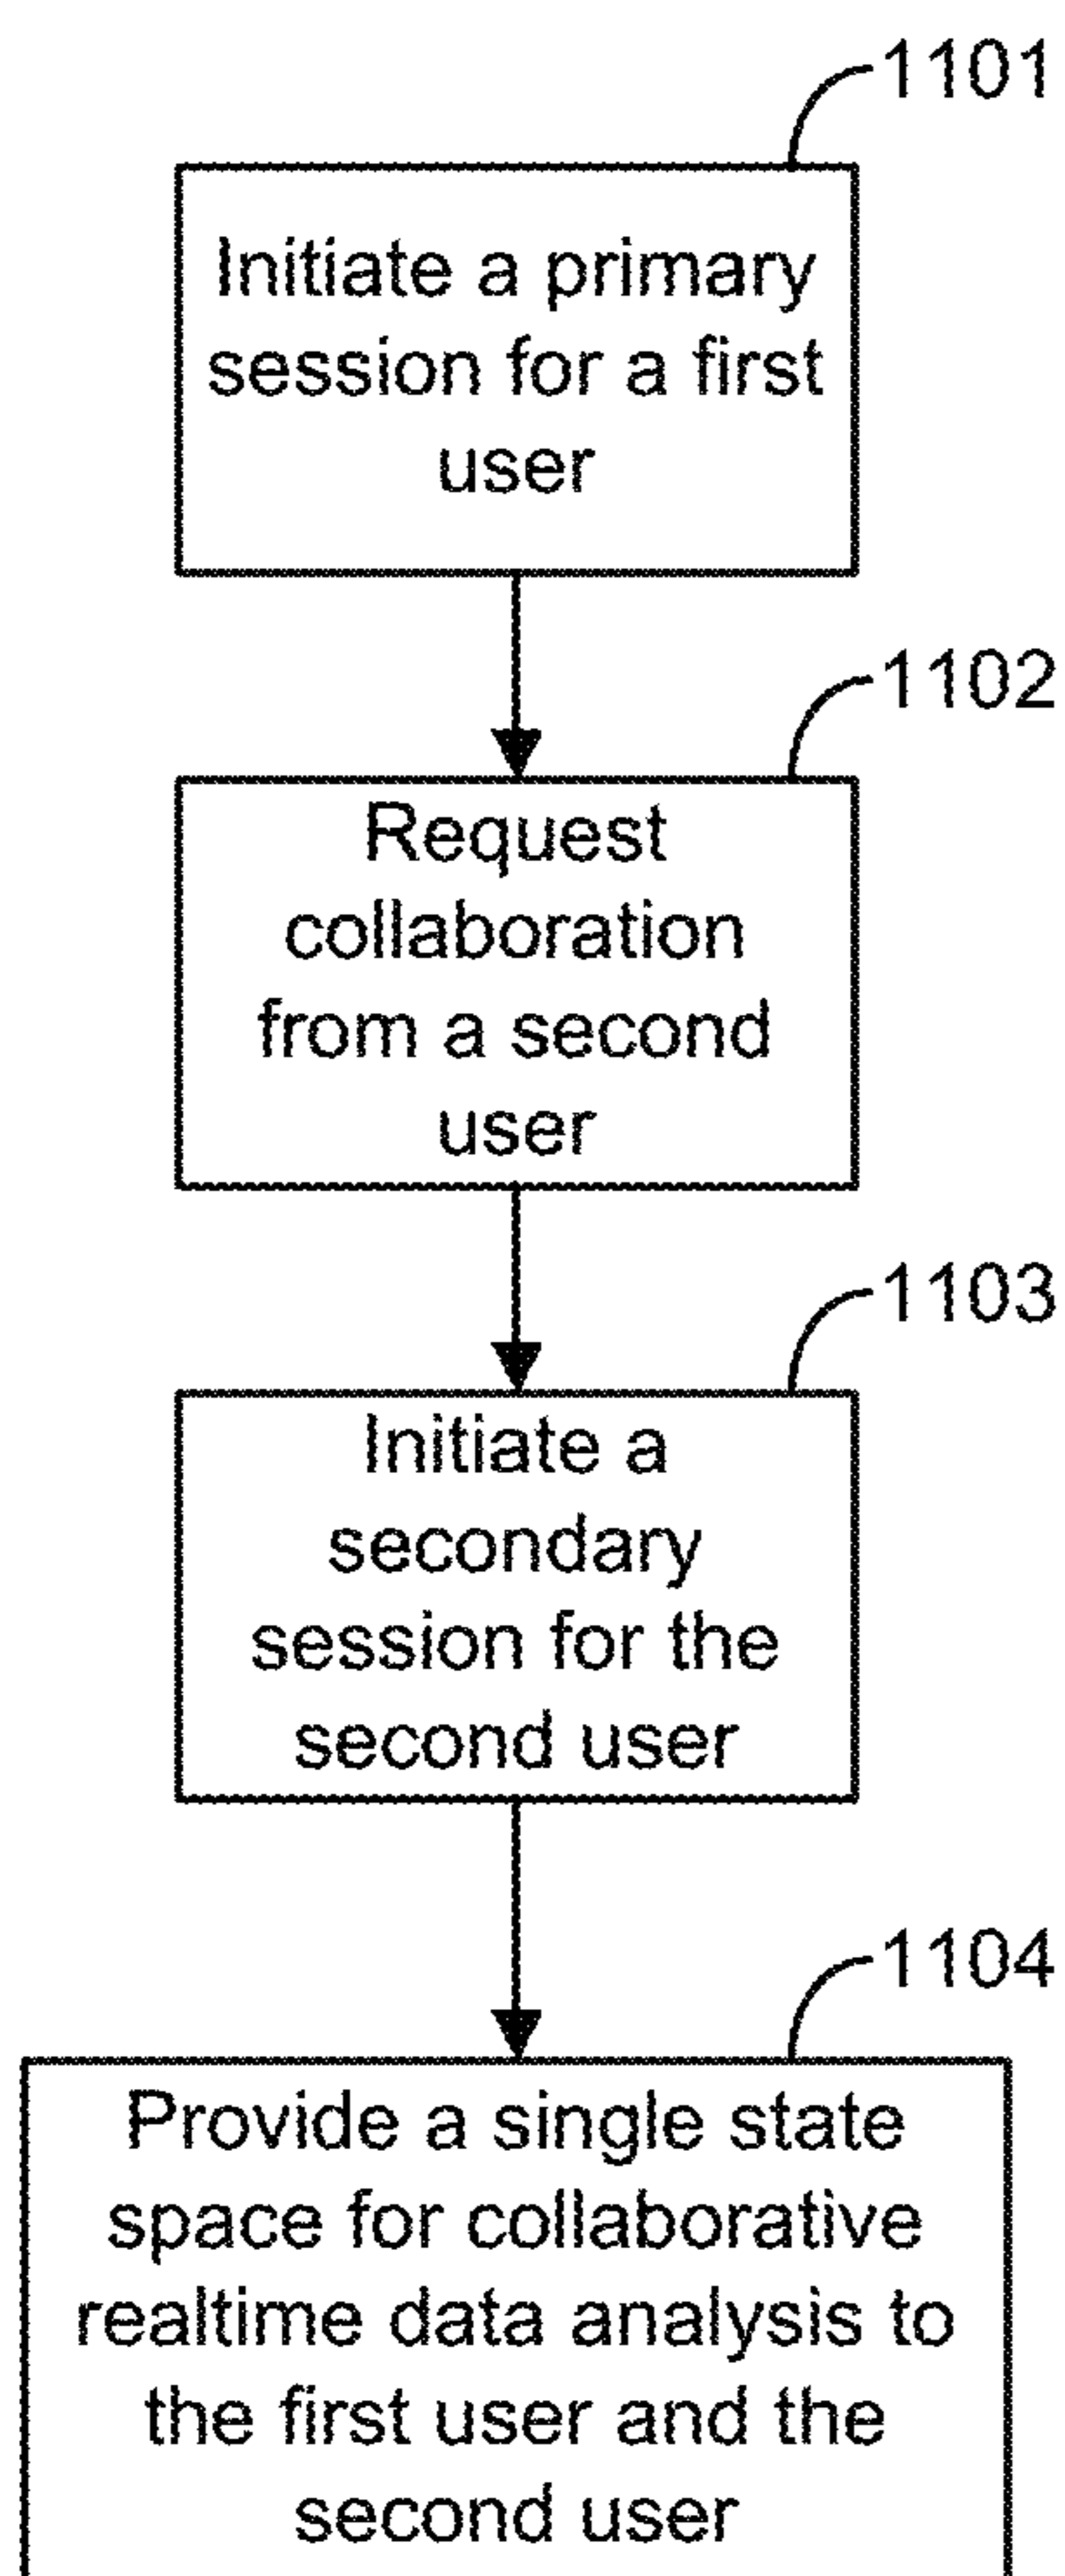 1101
Initiate a primary
session for a first
user
1102
Request
collaboration
from a second
user
1103
Initiate a
secondary
session for the
second user
1104
Provide a single state
space for collaborative
realtime data analysis to
the first user and the
second user